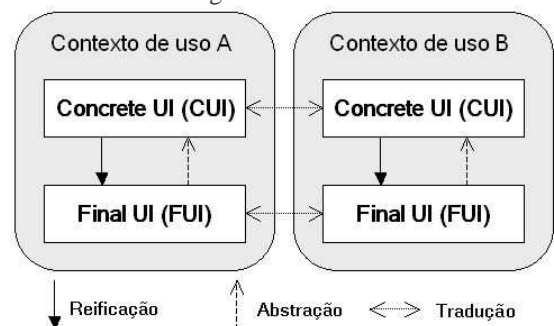 Contexto de uso A
Contexto de uso B
Concrete UI (CUI)
Concrete UI (CUI)
Final UI (FUI)
Final UI (FUI)
Reificação
Abstração
Tradução